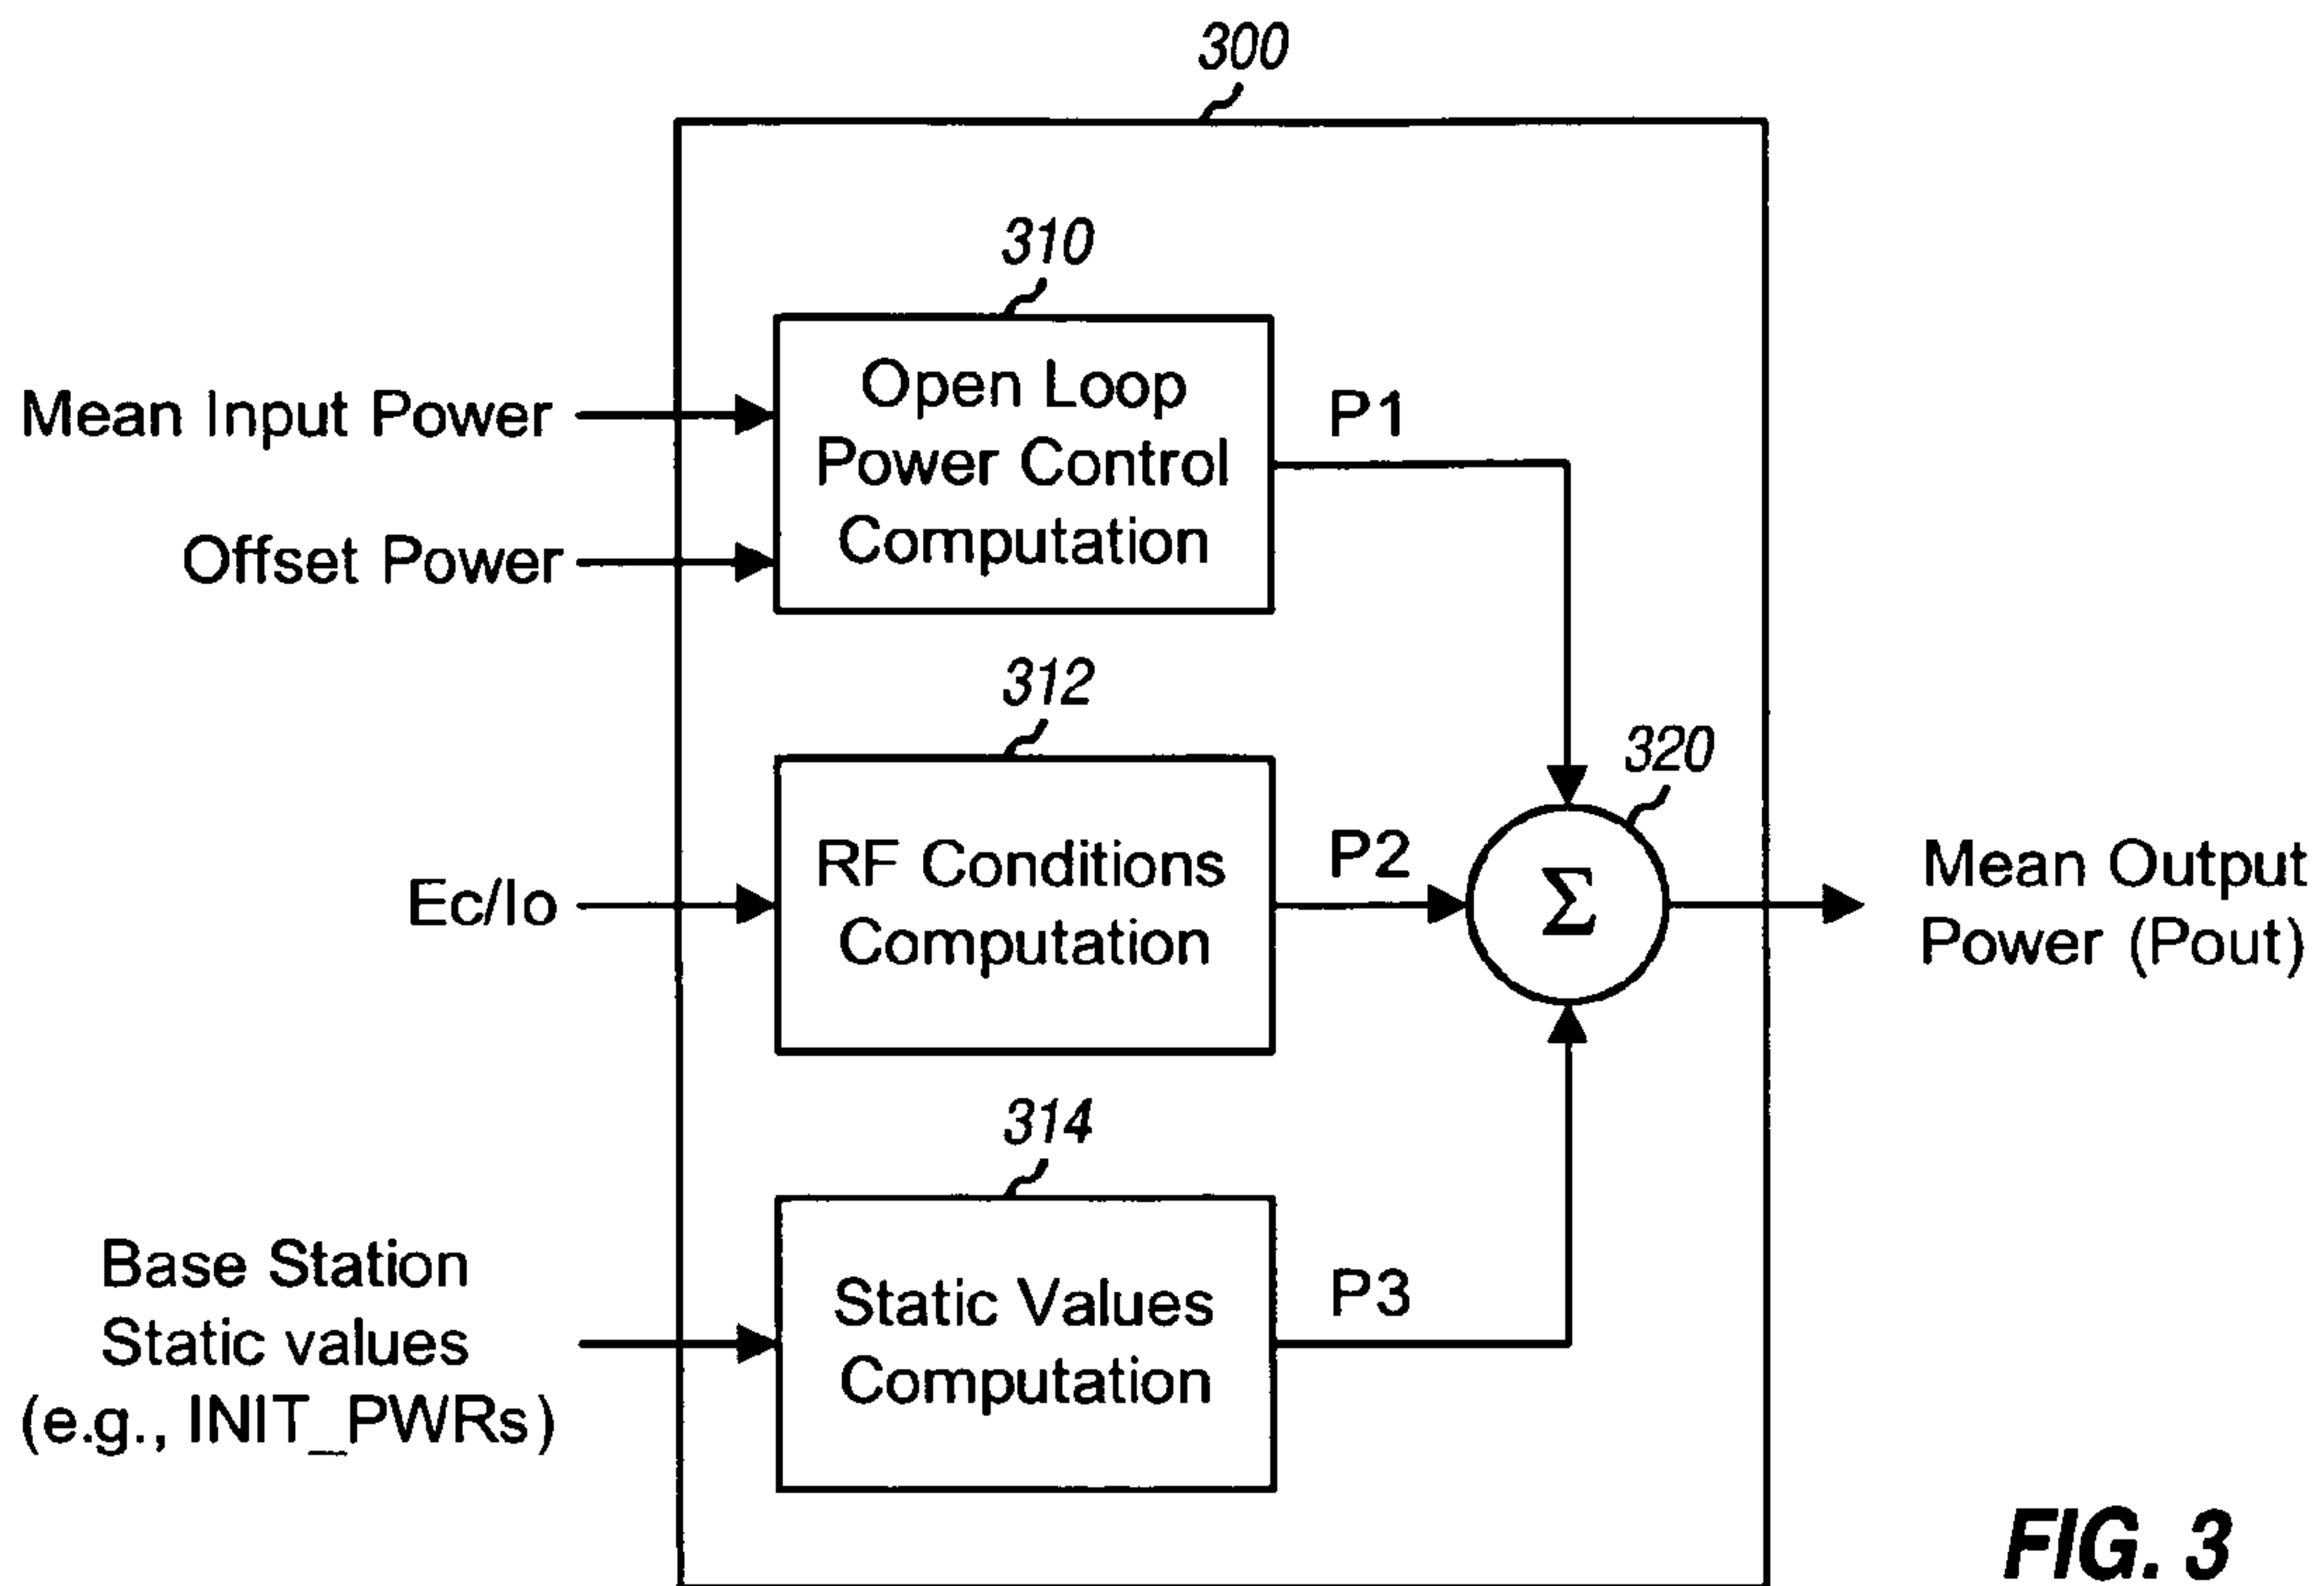 300
310
Mean Input Power
Offset Power
Open Loop
Power Control
Computation
P1
312
Ec/Io
RF Conditions
Computation
P2
320
Σ
Mean Output
Power (Pout)
314
Base Station
Static values
(e.g., INIT_PWRs)
Static Values
Computation
P3
FIG. 3